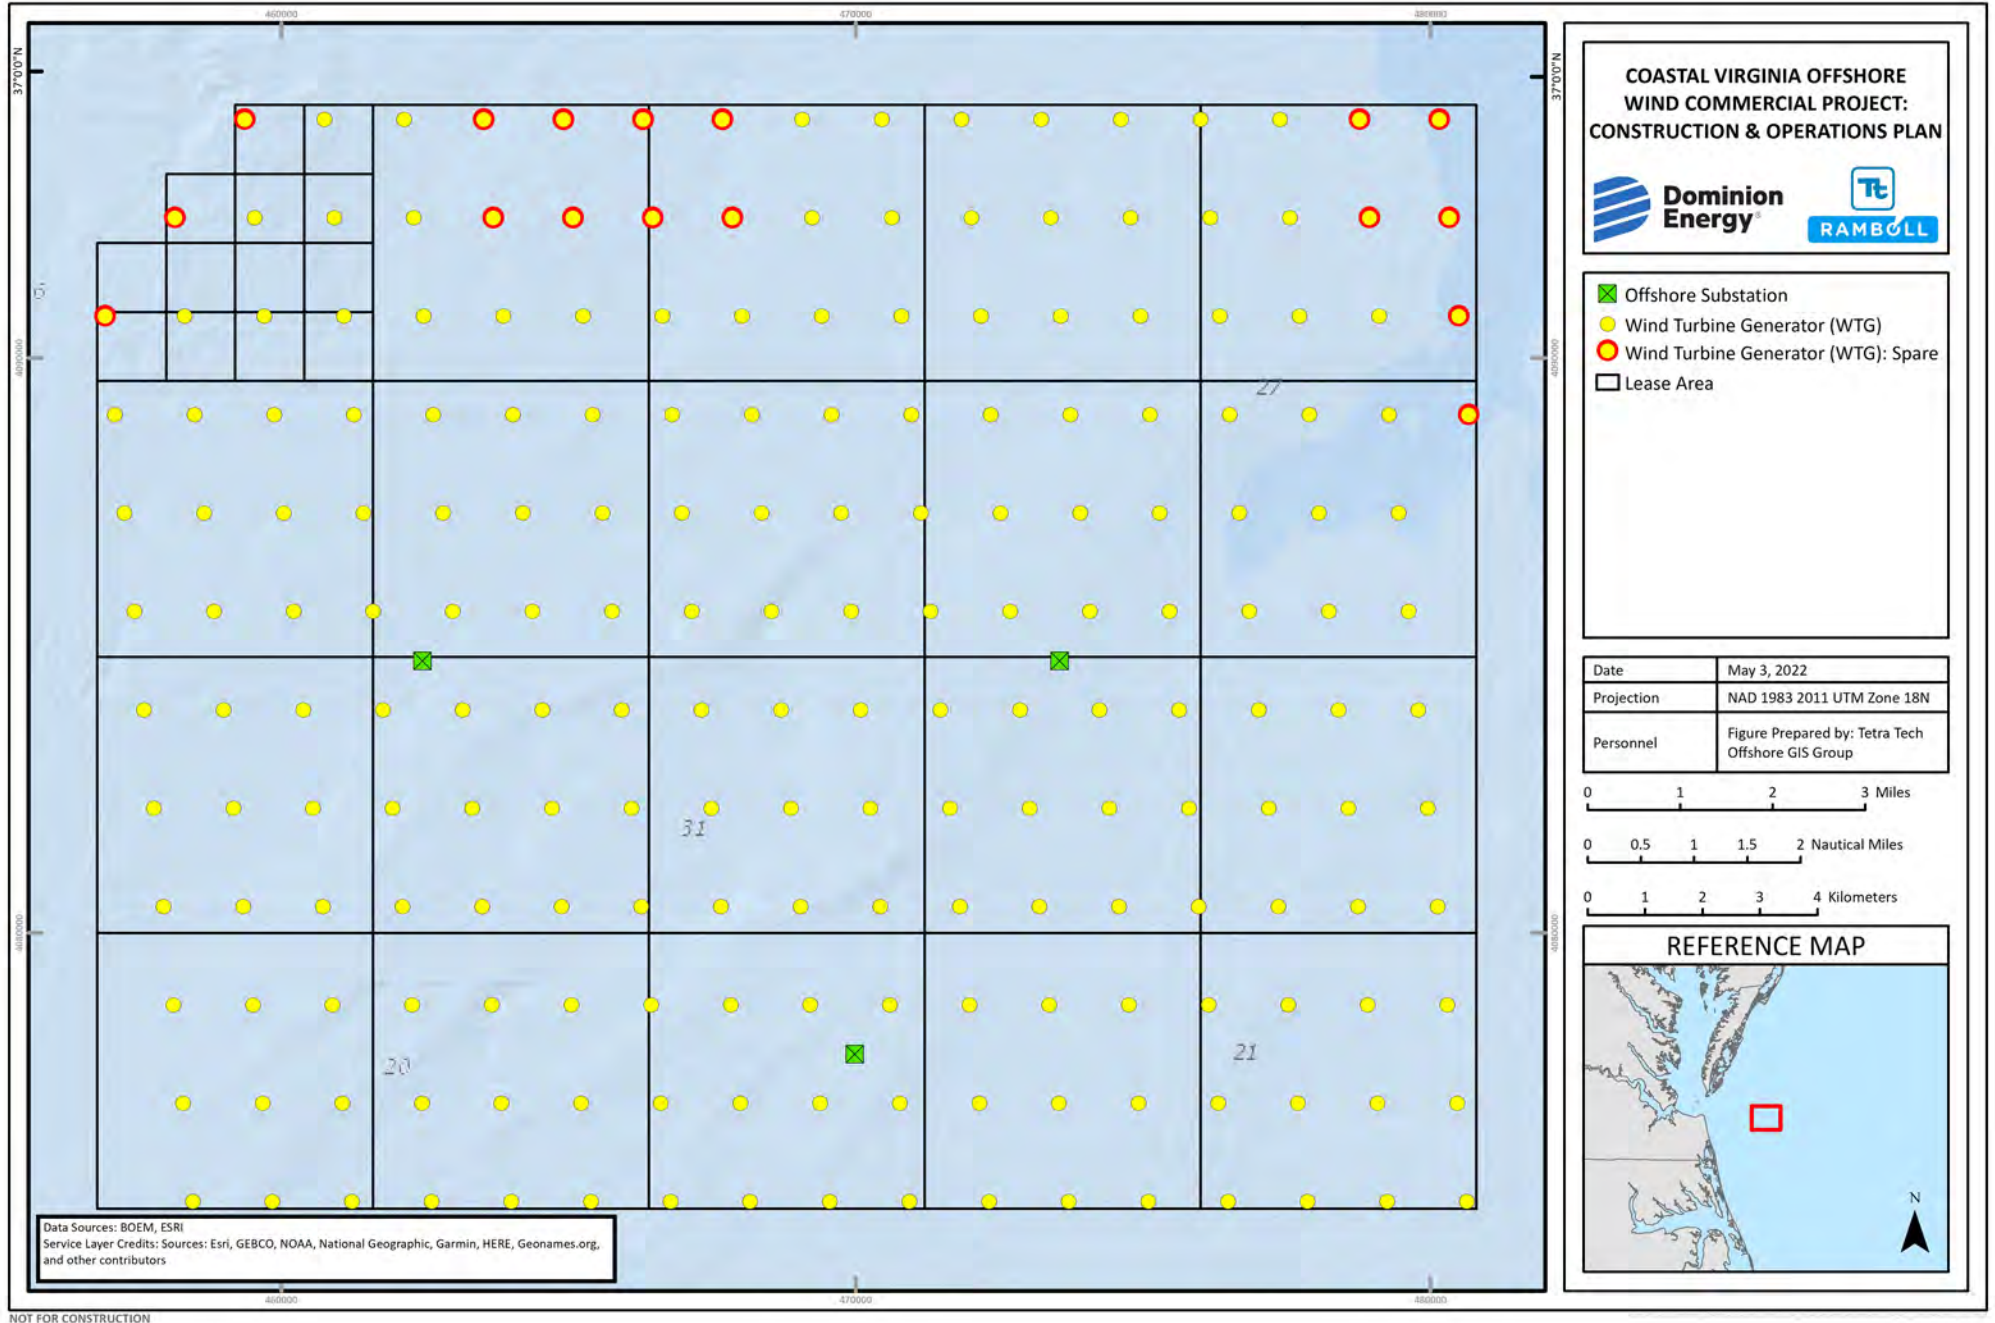 460000
470000
480000
37°0'0"N
37°0'0"N
COASTAL VIRGINIA OFFSHORE
WIND COMMERCIAL PROJECT:
CONSTRUCTION & OPERATIONS PLAN
Dominion
Energy®
Tt
RAMBOLL
Offshore Substation
Wind Turbine Generator (WTG)
Wind Turbine Generator (WTG): Spare
Lease Area
4090000
4090000
27
31
20
21
Date May 3, 2022
Projection NAD 1983 2011 UTM Zone 18N
Personnel Figure Prepared by: Tetra Tech
Offshore GIS Group
0 1 2 3 Miles
0 0.5 1 1.5 2 Nautical Miles
0 1 2 3 4 Kilometers
4080000
4080000
REFERENCE MAP
N
Data Sources: BOEM, ESRI
Service Layer Credits: Sources: Esri, GEBCO, NOAA, National Geographic, Garmin, HERE, Geonames.org,
and other contributors
460000
470000
480000
NOT FOR CONSTRUCTION